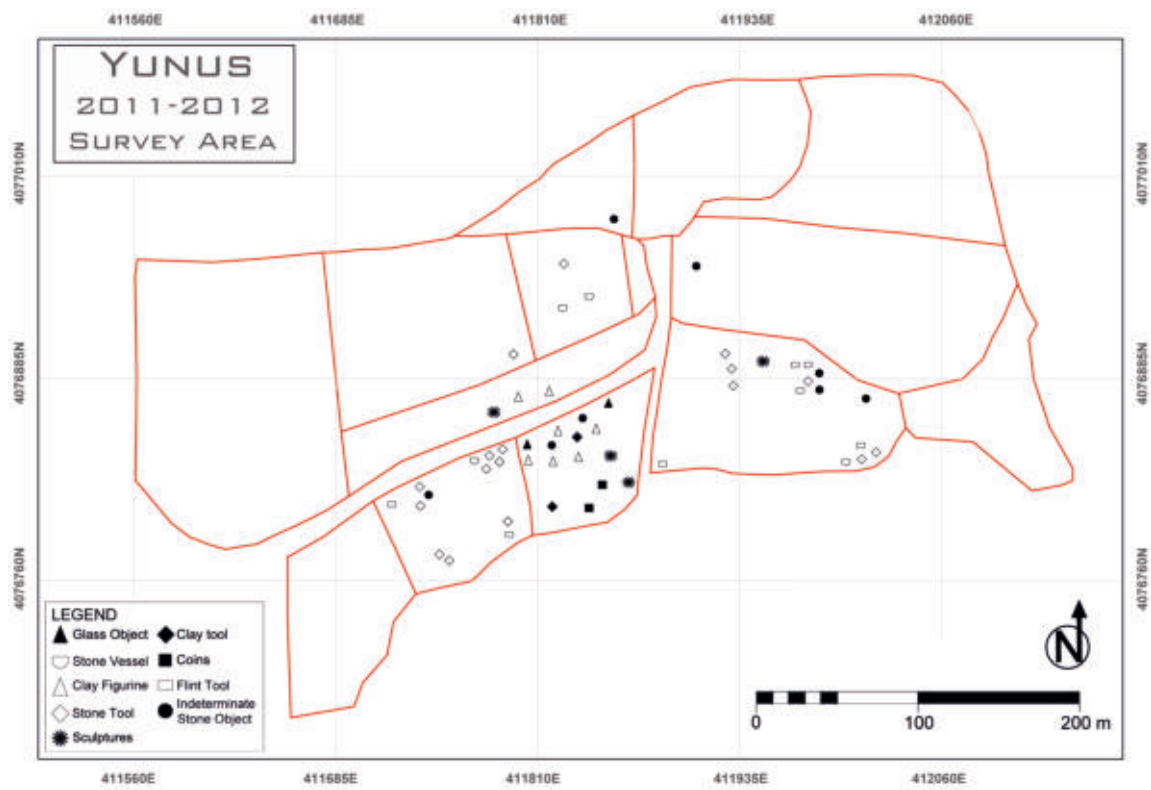 411560E 411685E 411810E 411935E 412060E
YUNUS
2011-2012
SURVEY AREA
4077010N 4077010N
4076885N 4076885N
4076760N 4076760N
LEGEND
Glass Object Clay tool
Stone Vessel Coins
Clay Figurine Flint Tool
Stone Tool Indeterminate
Stone Object
Sculptures
N
0 100 200 m
411560E 411685E 411810E 411935E 412060E